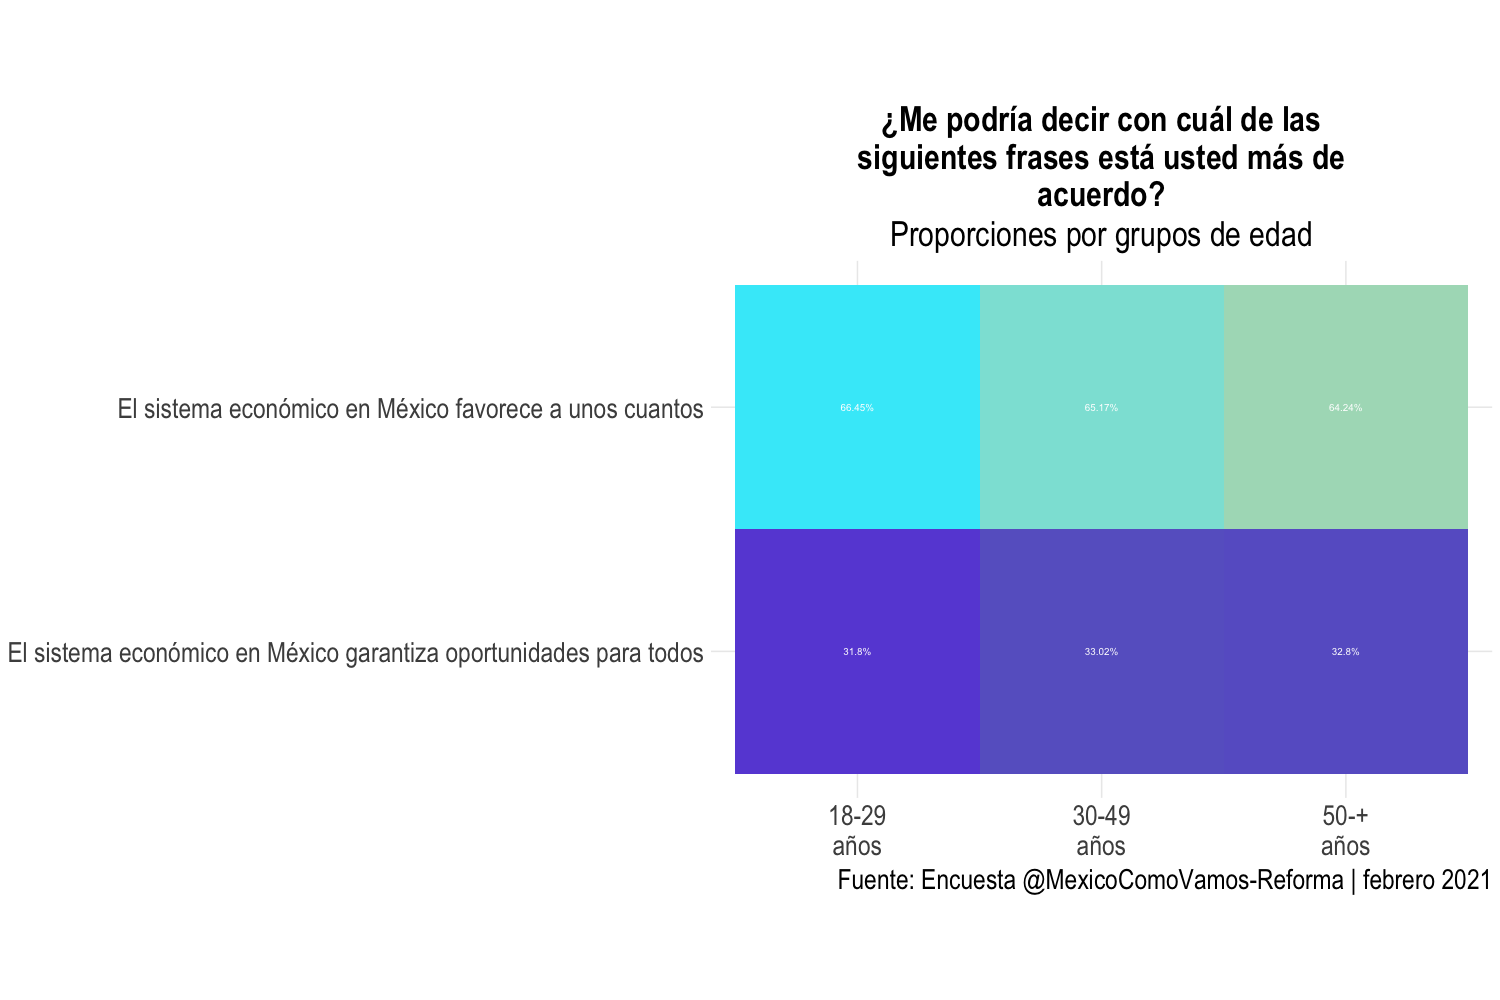 ¿Me podría decir con cuál de las
siguientes frases está usted más de
acuerdo?
Proporciones por grupos de edad
El sistema económico en México favorece a unos cuantos
66.45%
65.17%
64.24%
El sistema económico en México garantiza oportunidades para todos
31.8%
33.02%
32.8%
18-29
años
30-49
años
50-+
años
Fuente: Encuesta @MexicoComoVamos-Reforma | febrero 2021